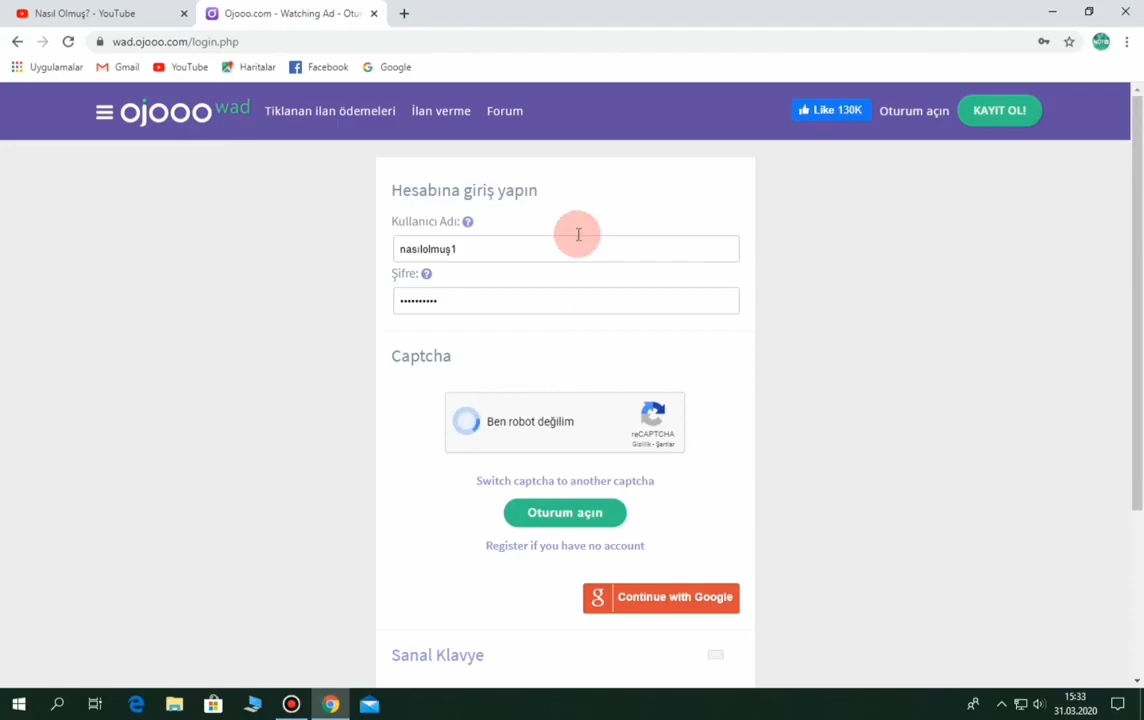 Nasıl Olmuş? - YouTube
Ojooo.com - Watching Ad - Otur
wad.ojooo.com/login.php
Uygulamalar
Gmail
YouTube
Haritalar
Facebook
Google
ojooo wad
Tiklanan ilan ödemeleri
İlan verme
Forum
Like 130K
Oturum açın
KAYIT OL!
Hesabına giriş yapın
Kullanıcı Adı:
nasılolmuş1
Şifre:
••••••••••
Captcha
Ben robot değilim
reCAPTCHA
Gizlilik - Şartlar
Switch captcha to another captcha
Oturum açın
Register if you have no account
Continue with Google
Sanal Klavye
15:33
31.03.2020